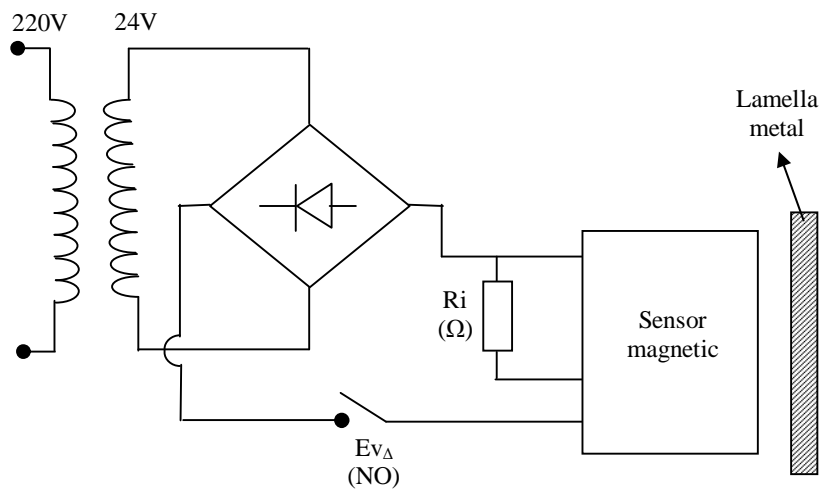 220V
24V
Lamella
metal
Ri
(Ω)
Sensor
magnetic
Ev∆
(NO)